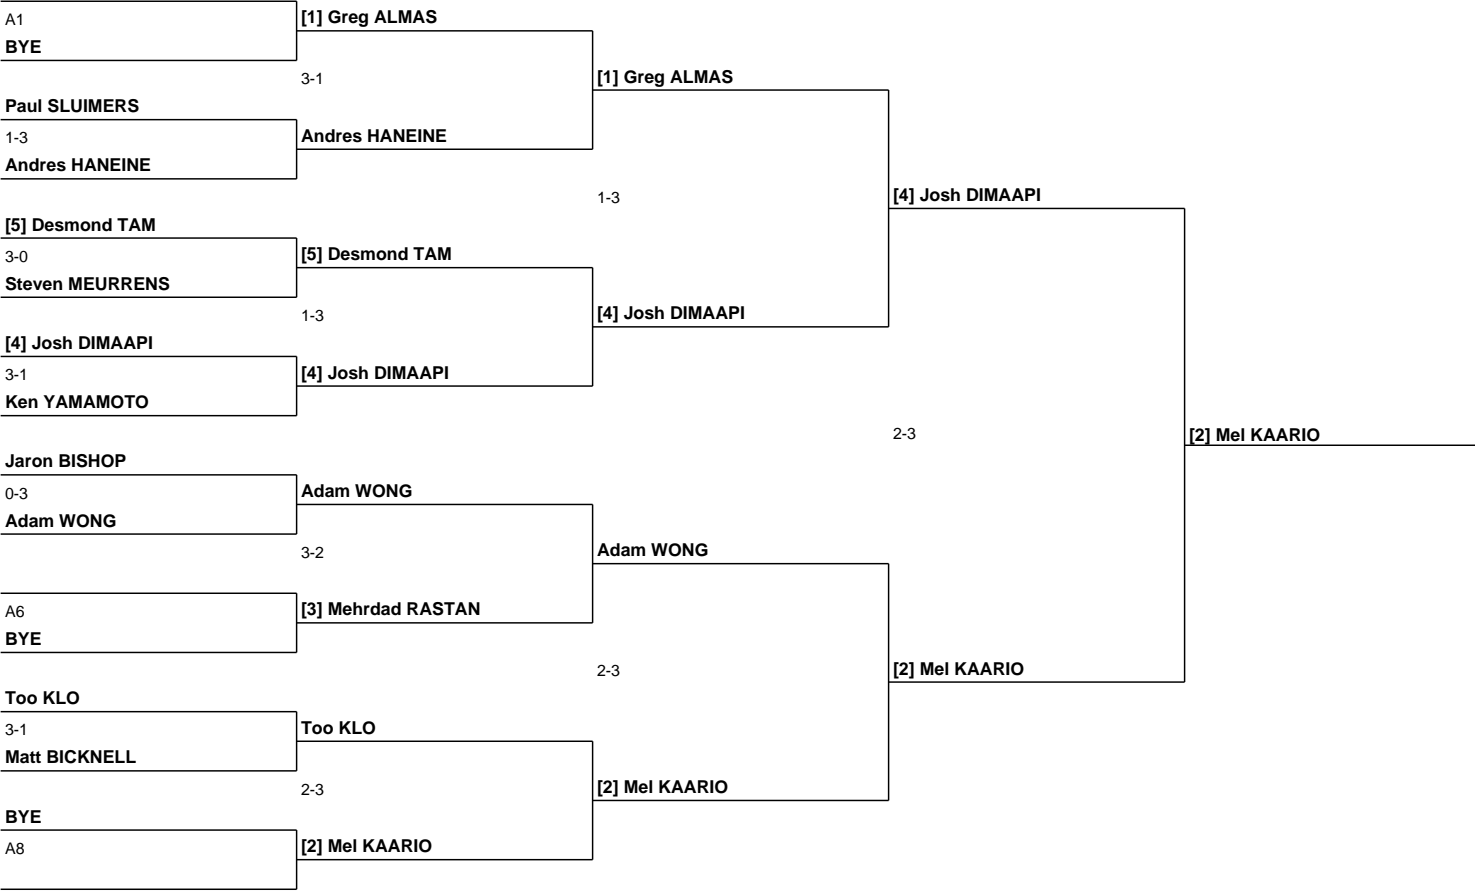 A1
BYE
Paul SLUIMERS
1-3
Andres HANEINE
[5] Desmond TAM
3-0
Steven MEURRENS
[4] Josh DIMAAPI
3-1
Ken YAMAMOTO
Jaron BISHOP
0-3
Adam WONG
A6
BYE
Too KLO
3-1
Matt BICKNELL
BYE
A8
[1] Greg ALMAS
3-1
Andres HANEINE
[5] Desmond TAM
1-3
[4] Josh DIMAAPI
Adam WONG
3-2
[3] Mehrdad RASTAN
Too KLO
2-3
[2] Mel KAARIO
[1] Greg ALMAS
1-3
[4] Josh DIMAAPI
Adam WONG
2-3
[2] Mel KAARIO
[4] Josh DIMAAPI
2-3
[2] Mel KAARIO
[2] Mel KAARIO